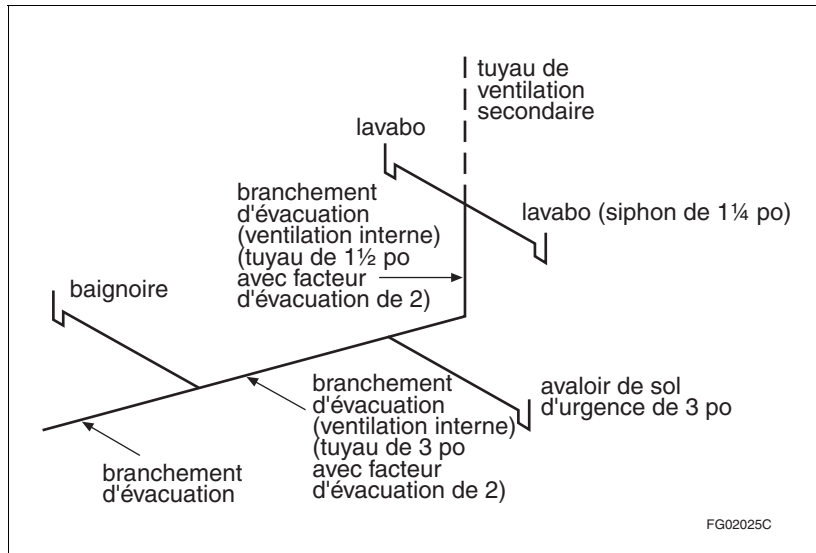 tuyau de
ventilation
secondaire
lavabo
branchement
d'évacuation
(ventilation interne)
(tuyau de 1½ po
avec facteur
d'évacuation de 2)
lavabo (siphon de 1¼ po)
baignoire
branchement
d'évacuation
(ventilation interne)
(tuyau de 3 po
avec facteur
d'évacuation de 2)
avaloir de sol
d'urgence de 3 po
branchement
d'évacuation
FG02025C